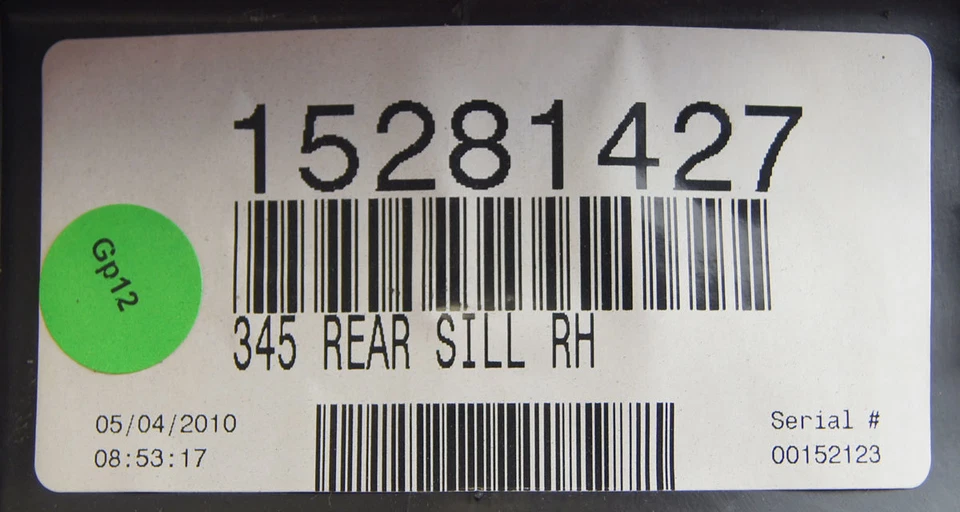 15281427
Gp12
345 REAR SILL RH
05/04/2010
08:53:17
Serial #
00152123